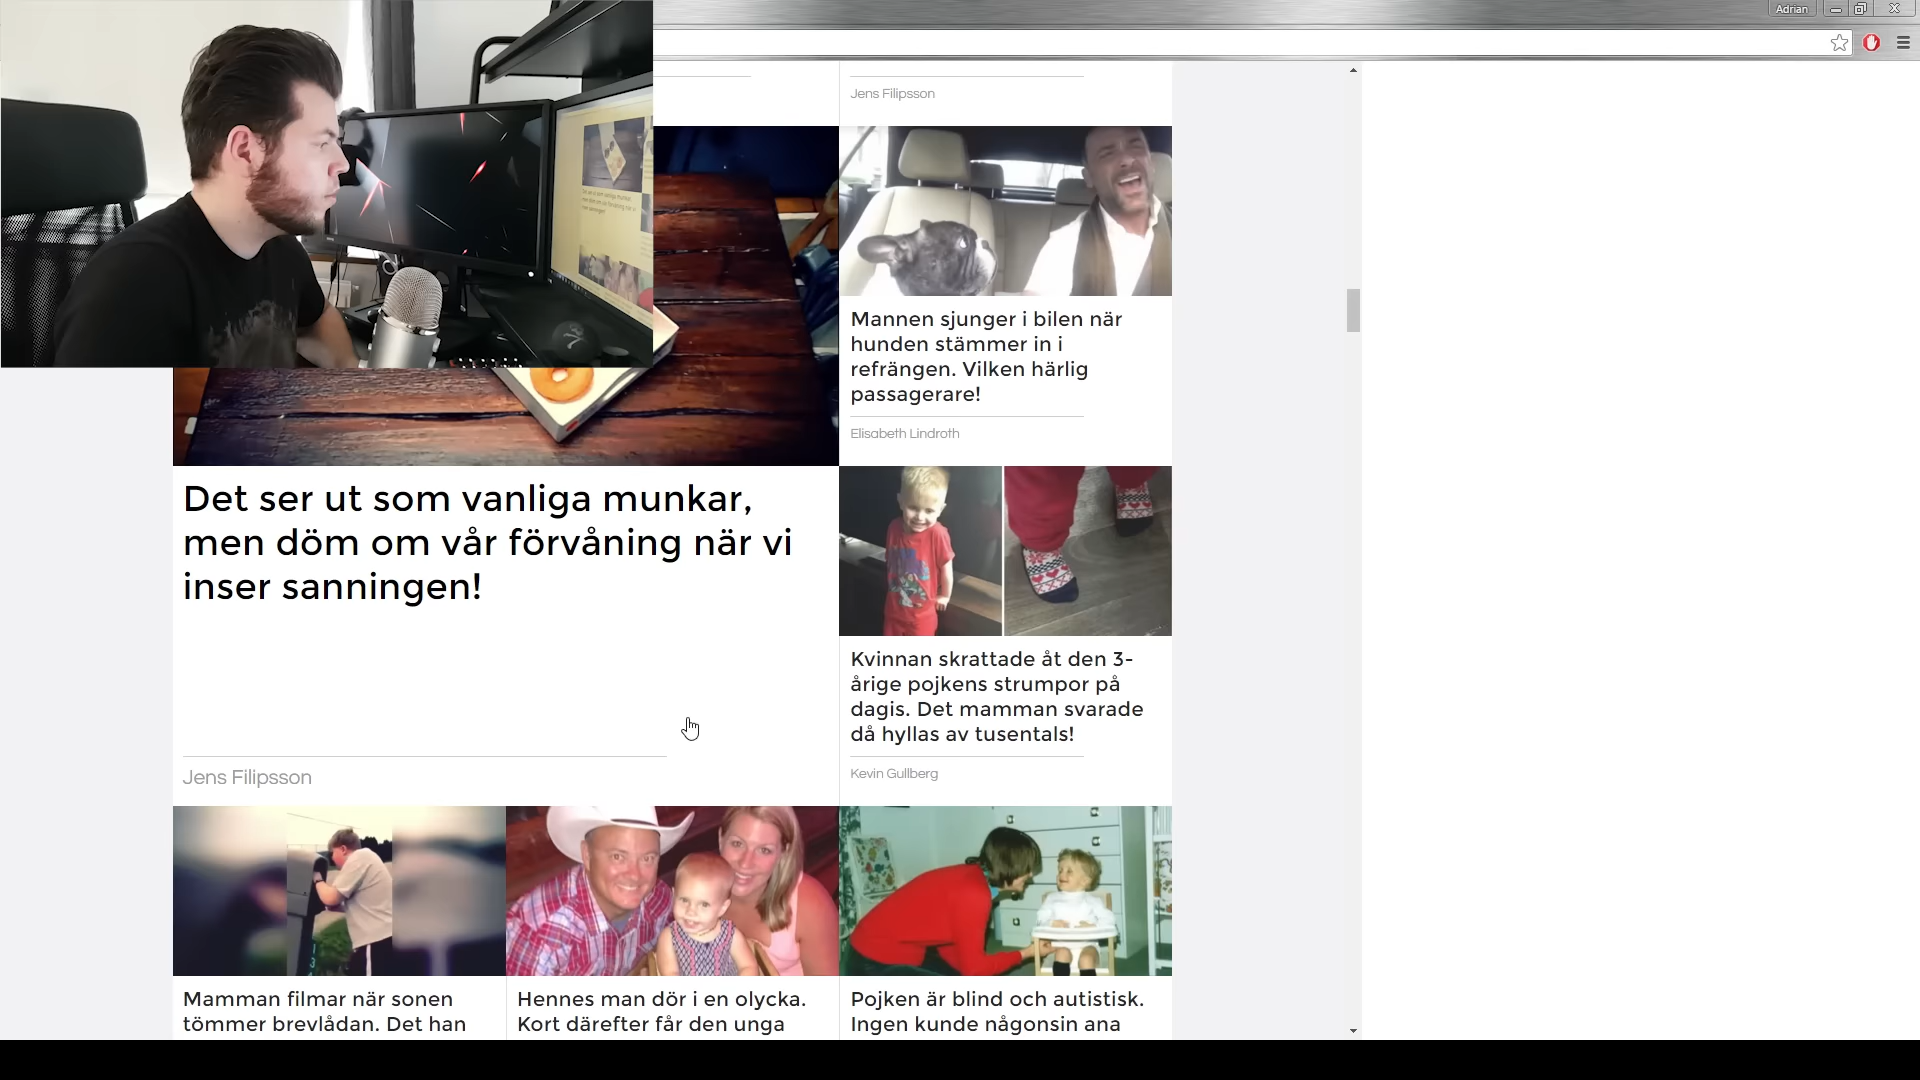 Adrian
Jens Filipsson
Mannen sjunger i bilen när
hunden stämmer in i
refrängen. Vilken härlig
passagerare!
Elisabeth Lindroth
Det ser ut som vanliga munkar,
men döm om vår förvåning när vi
inser sanningen!
Jens Filipsson
Kvinnan skrattade åt den 3-
årige pojkens strumpor på
dagis. Det mamman svarade
då hyllas av tusentals!
Kevin Gullberg
Mamman filmar när sonen
tömmer brevlådan. Det han
Hennes man dör i en olycka.
Kort därefter får den unga
Pojken är blind och autistisk.
Ingen kunde någonsin ana